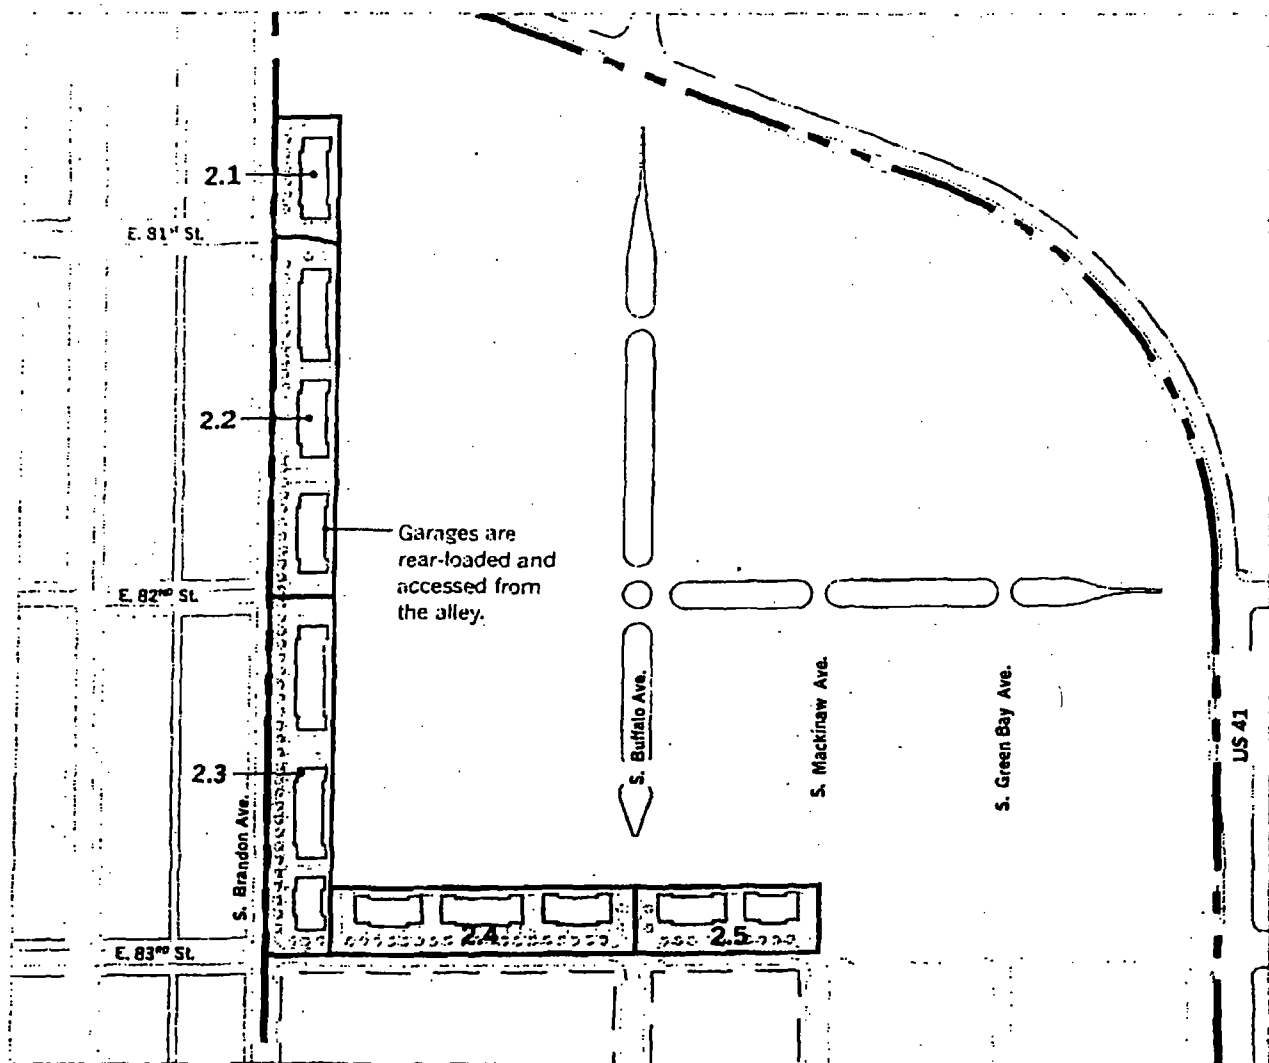 2.1
E. 81st St.
2.2
Garages are
rear-loaded and
accessed from
the alley.
E. 82ND St.
S. Buffalo Ave.
S. Mackinaw Ave.
S. Green Bay Ave.
US 41
2.3
S. Brandon Ave.
2.4
2.5
E. 83RD St.